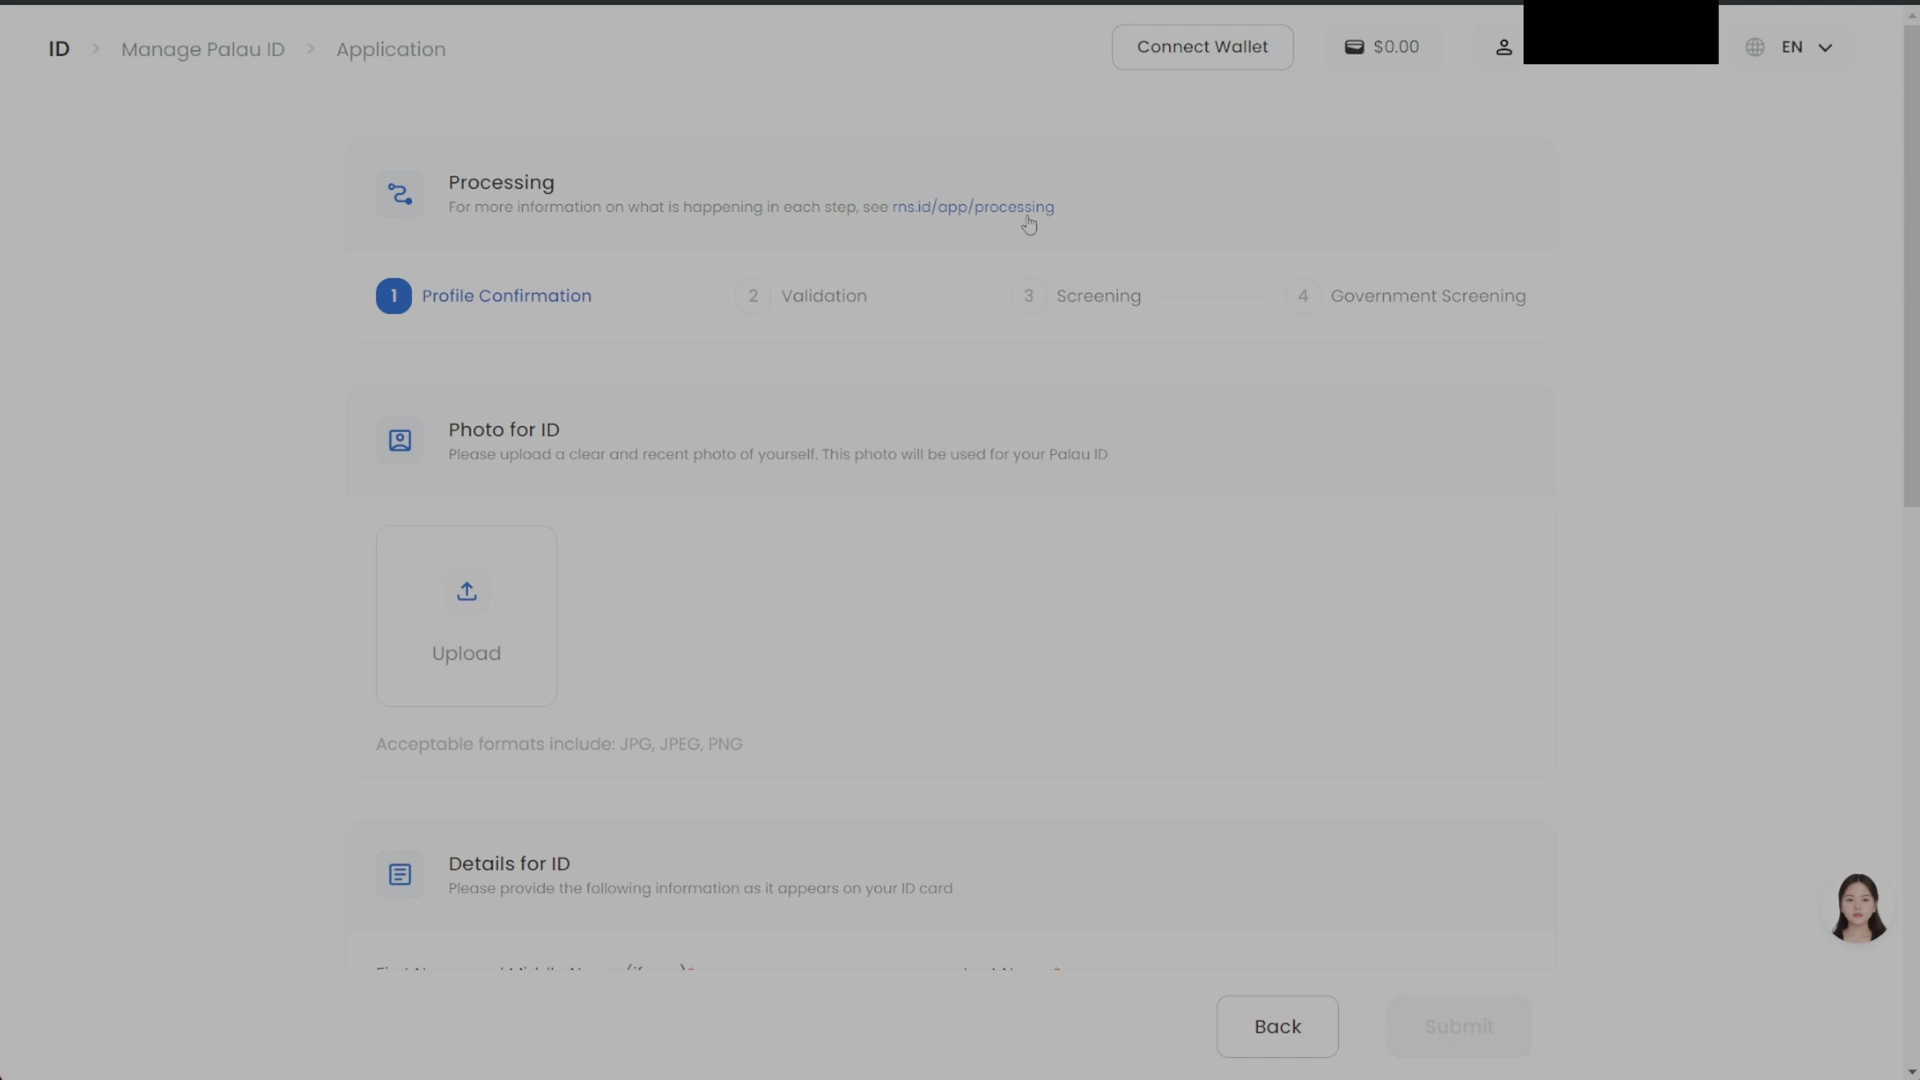 ID > Manage Palau ID > Application
Connect Wallet
$0.00
EN
Processing
For more information on what is happening in each step, see rns.id/app/processing
1 Profile Confirmation
2 Validation
3 Screening
4 Government Screening
Photo for ID
Please upload a clear and recent photo of yourself. This photo will be used for your Palau ID
Upload
Acceptable formats include: JPG, JPEG, PNG
Details for ID
Please provide the following information as it appears on your ID card
Back
Submit